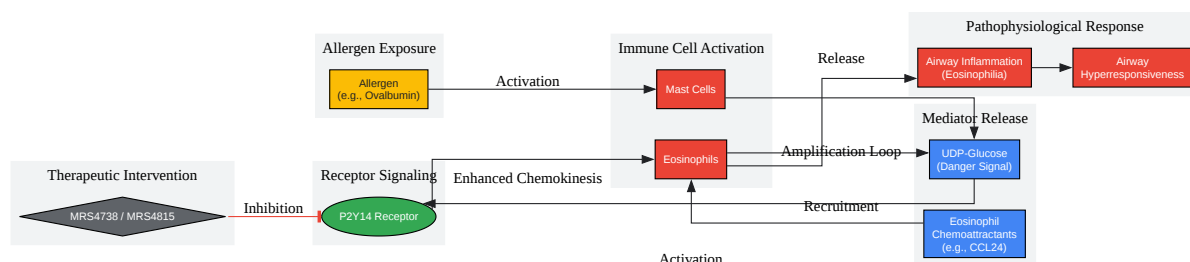 Pathophysiological Response
Allergen Exposure
Immune Cell Activation
Release
Airway Inflammation
(Eosinophilia)
Airway
Hyperresponsiveness
Allergen
(e.g., Ovalbumin)
Activation
Mast Cells
Mediator Release
Eosinophils
Amplification Loop
UDP-Glucose
(Danger Signal)
Therapeutic Intervention
Receptor Signaling
Enhanced Chemokinesis
MRS4738 / MRS4815
Inhibition
P2Y14 Receptor
Recruitment
Eosinophil
Chemoattractants
(e.g., CCL24)
Activation